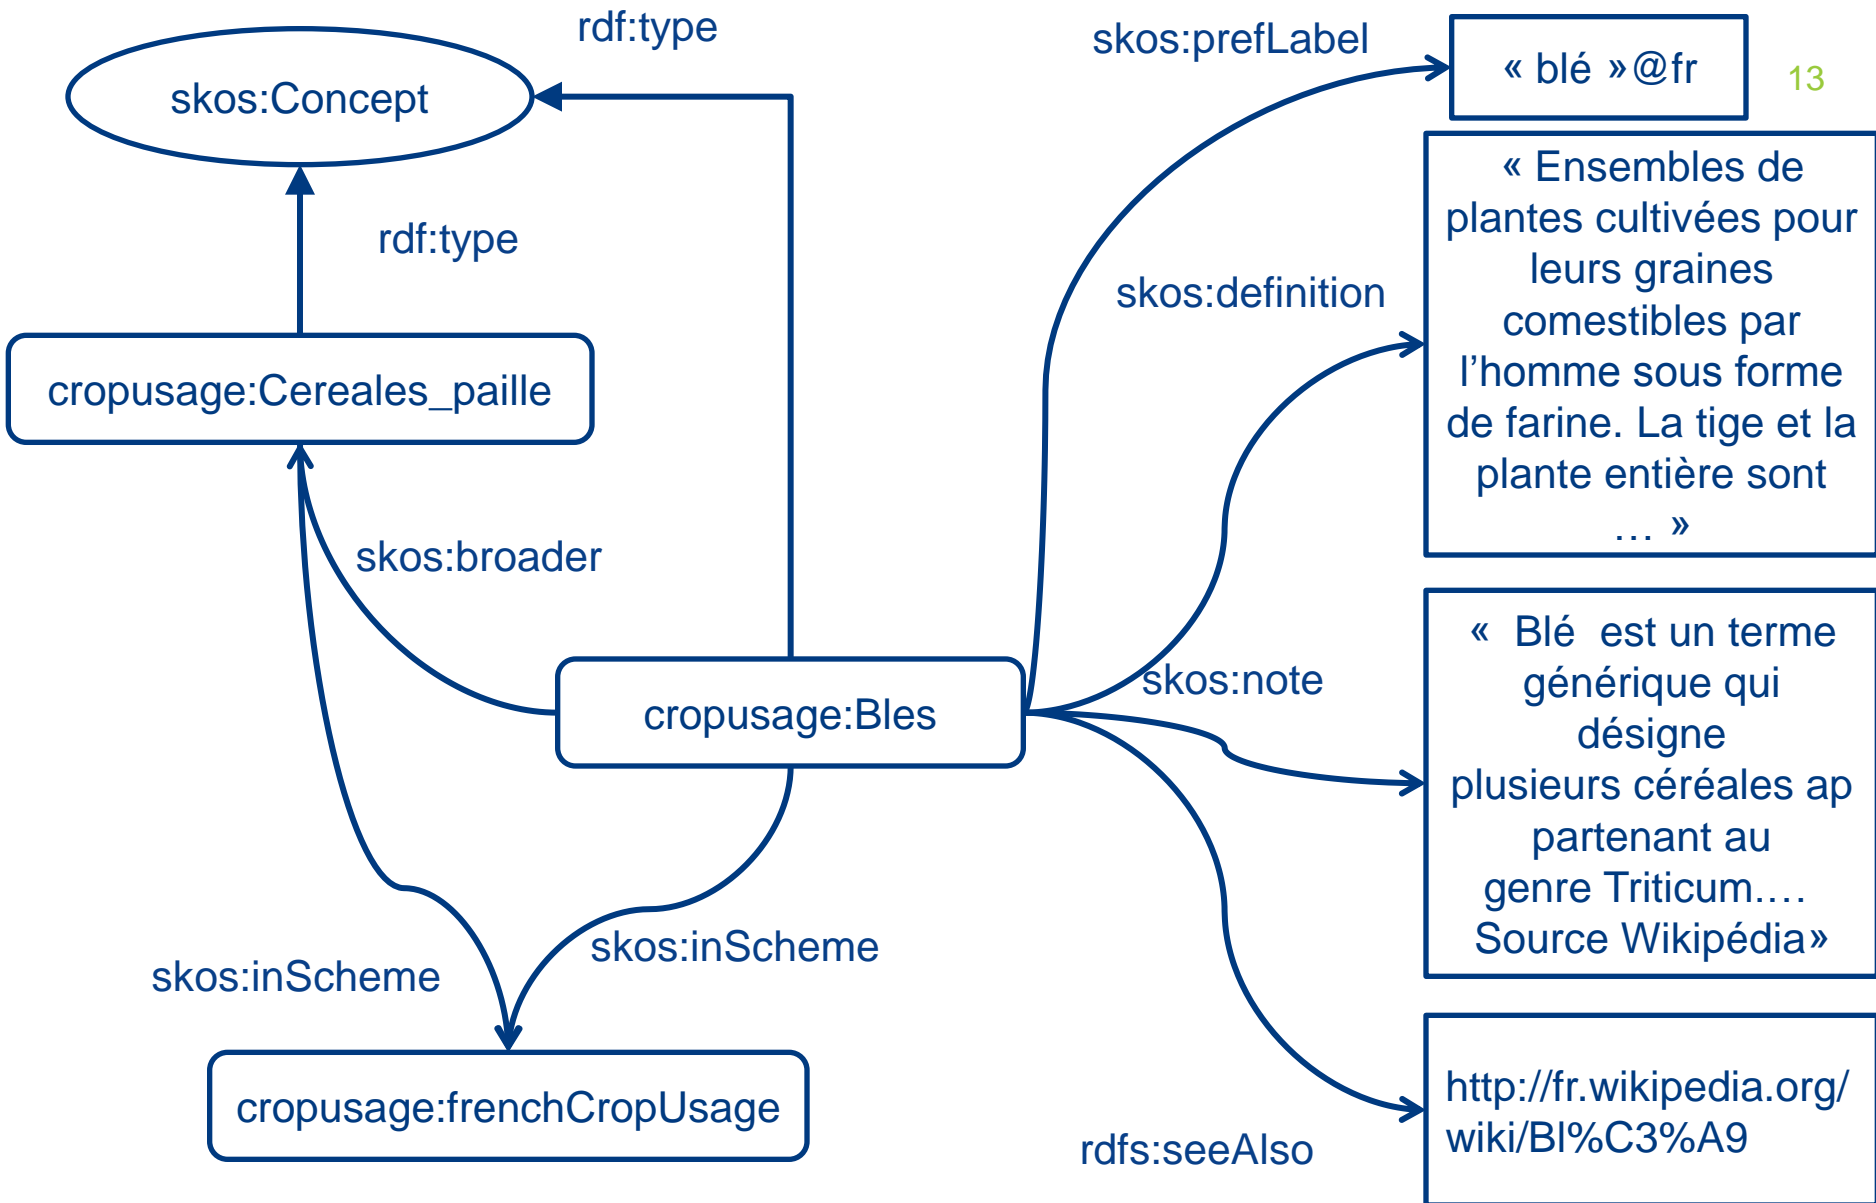 rdf:type
skos:prefLabel
« blé »@fr
13
skos:Concept
« Ensembles de
plantes cultivées pour
leurs graines
comestibles par
l’homme sous forme
de farine. La tige et la
plante entière sont
… »
rdf:type
skos:definition
cropusage:Cereales_paille
skos:broader
skos:note
« Blé est un terme
générique qui
désigne
plusieurs céréales ap
partenant au
genre Triticum….
Source Wikipédia»
cropusage:Bles
skos:inScheme
skos:inScheme
cropusage:frenchCropUsage
rdfs:seeAlso
http://fr.wikipedia.org/
wiki/Bl%C3%A9